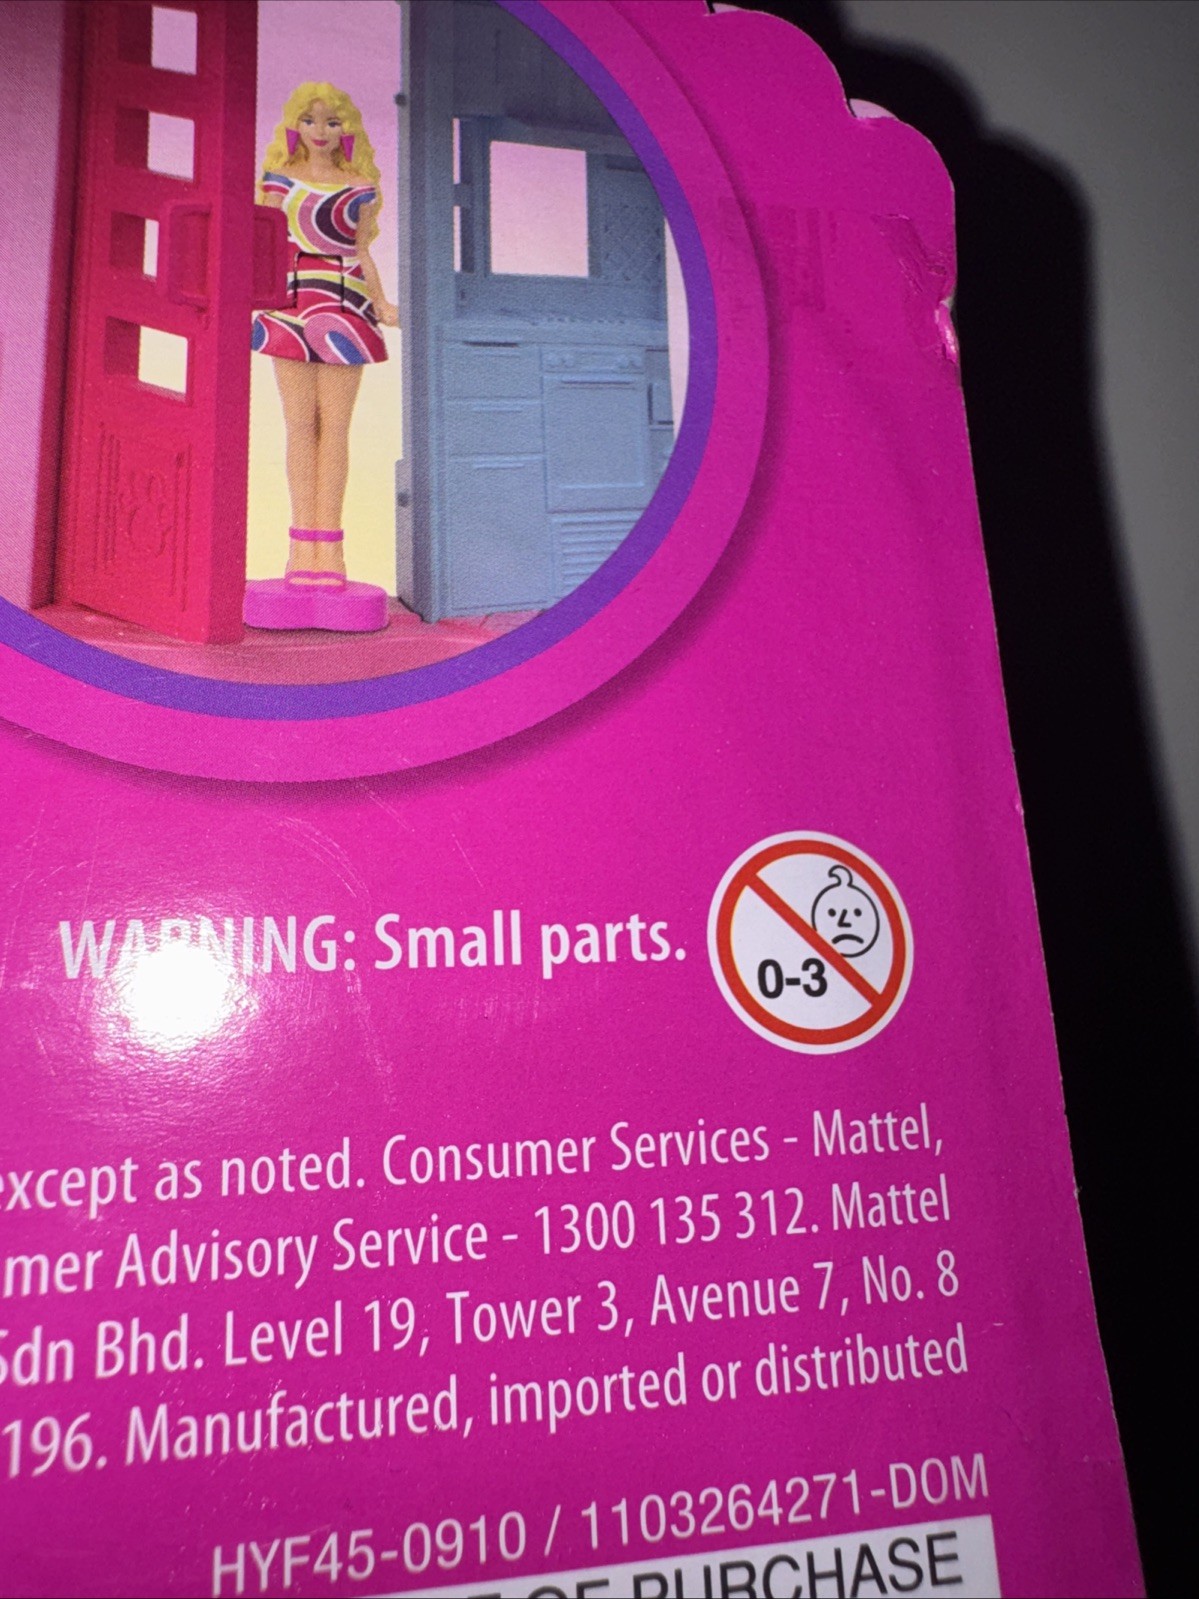 WARNING: Small parts.
0-3
except as noted. Consumer Services - Mattel,
mer Advisory Service - 1300 135 312. Mattel
Sdn Bhd. Level 19, Tower 3, Avenue 7, No. 8
196. Manufactured, imported or distributed
HYF45-0910 / 1103264271-DOM
OF PURCHASE